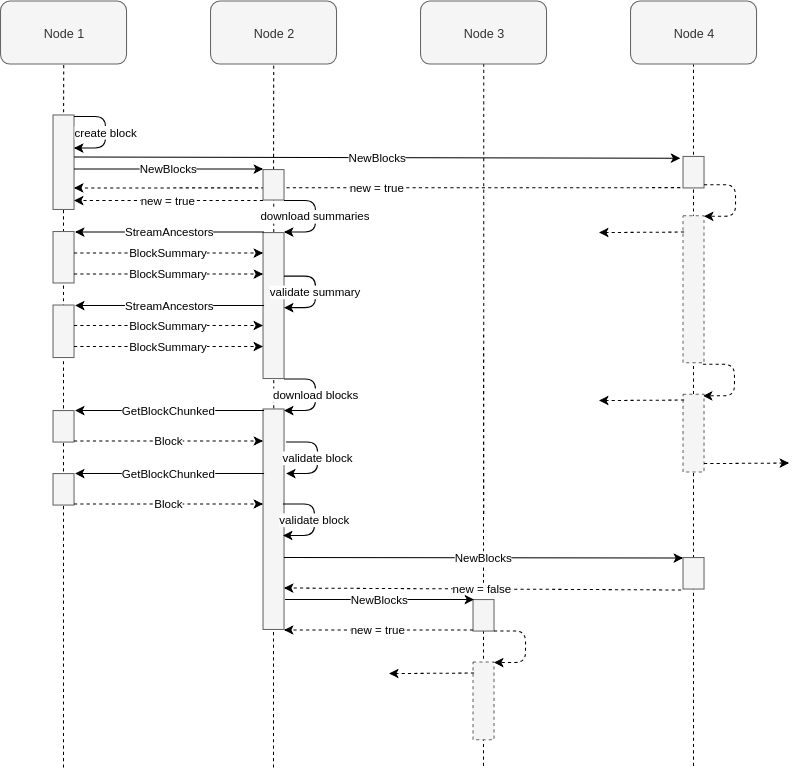 Node 1
Node 2
Node 3
Node 4
create block
NewBlocks
NewBlocks
new = true
new = true
download summaries
StreamAncestors
BlockSummary
BlockSummary
validate summary
StreamAncestors
BlockSummary
BlockSummary
download blocks
GetBlockChunked
Block
validate block
GetBlockChunked
Block
validate block
NewBlocks
new = false
NewBlocks
new = true